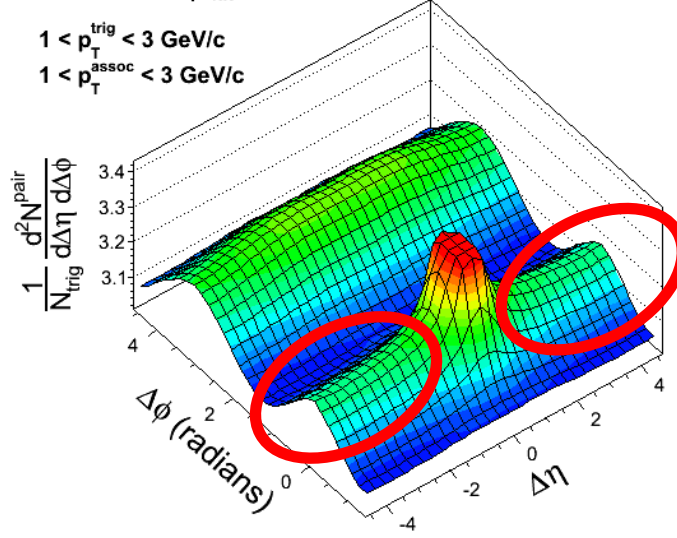 1 < p_T^trig < 3 GeV/c
1 < p_T^assoc < 3 GeV/c
1/N_trig d²N^pair/dΔη dΔϕ
3.4
3.3
3.2
3.1
4
2
0
Δϕ (radians)
-4
-2
0
2
4
Δη